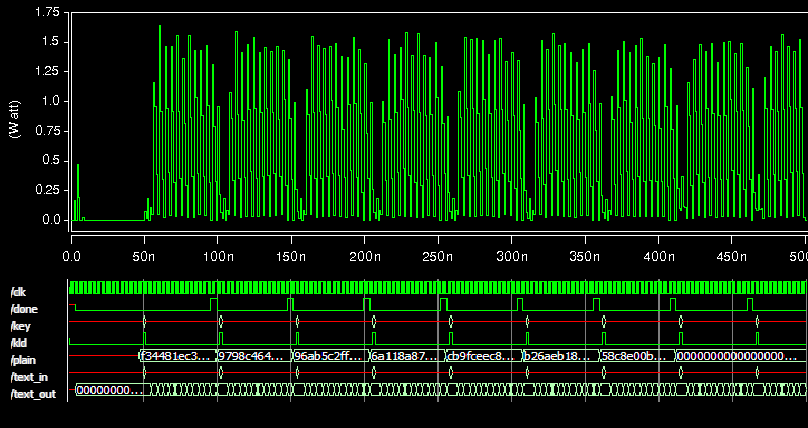 1.75
1.5
1.25
1.0
0.75
0.5
0.25
0.0
(W.att)
0.0 50n 100n 150n 200n 250n 300n 350n 400n 450n 500
/clk
/done
/key
/kld
/plain f34481ec3... 9798c464... 96ab5c2ff... 6a118a87... cb9fceec8... b26aeb18... 58c8e00b... 0000000000000000...
/text_in
/text_out 00000000...